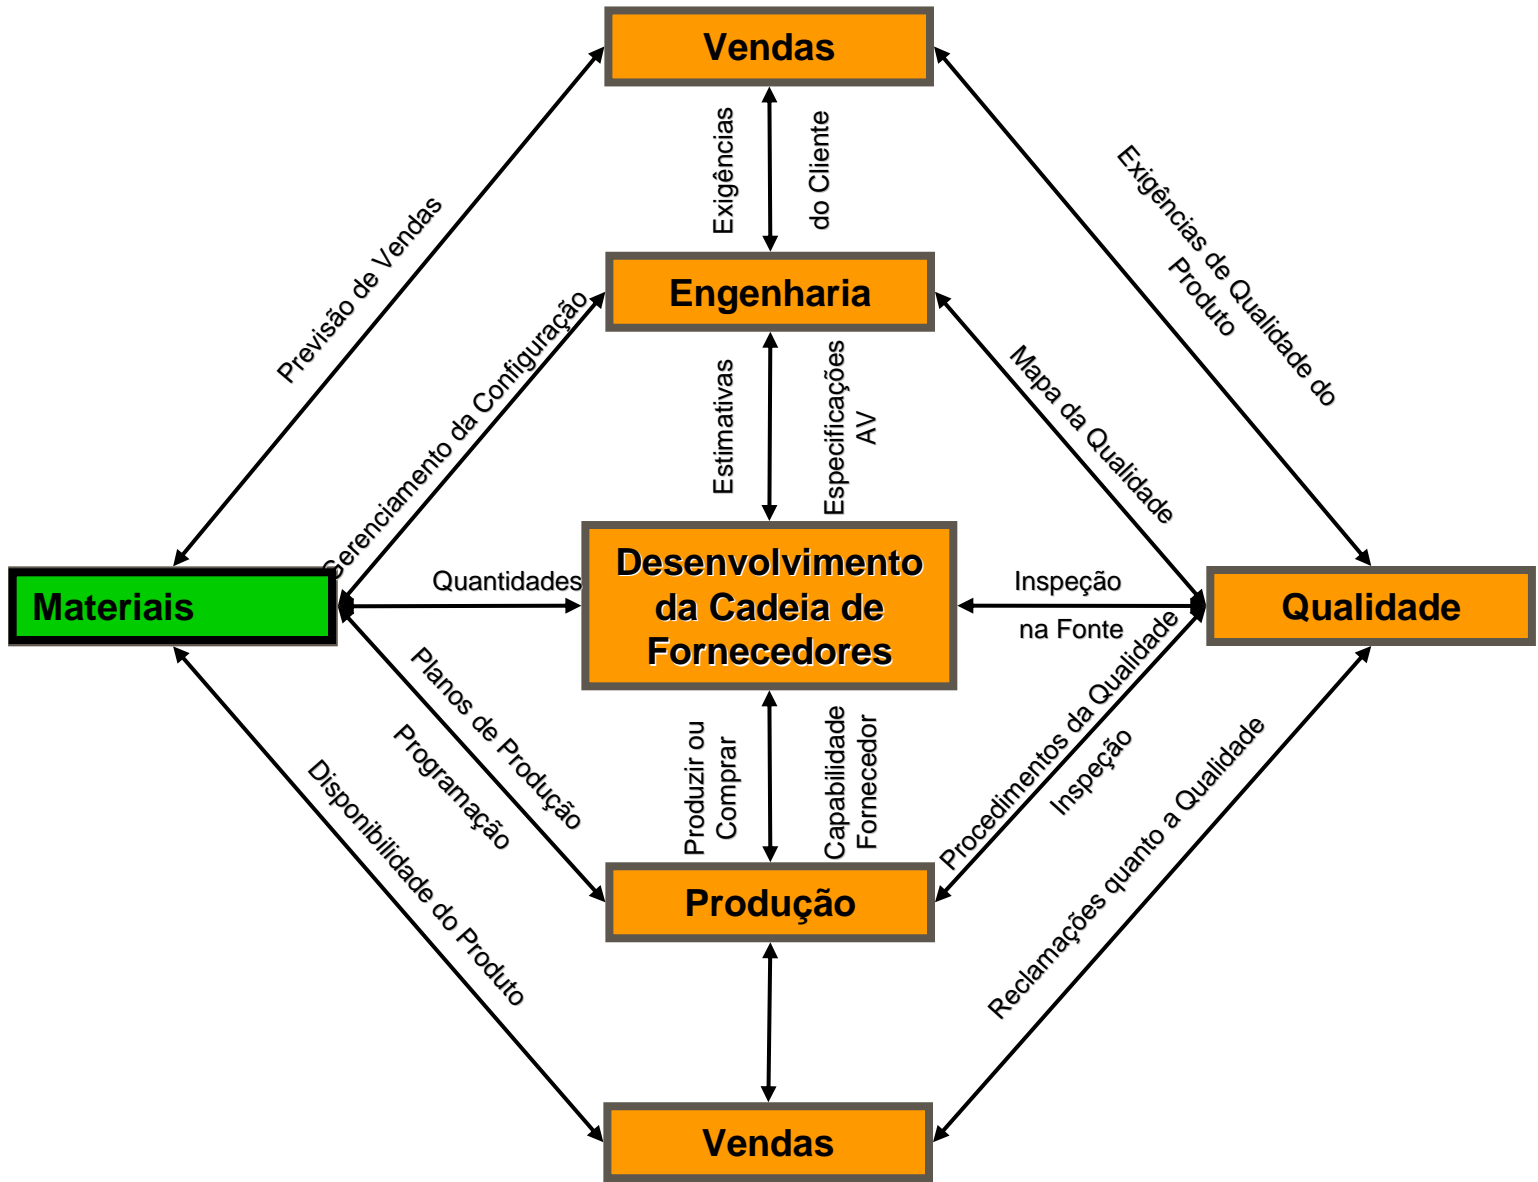 Vendas
Exigências
do Cliente
Previsão de Vendas
Exigências de Qualidade do
Produto
Engenharia
Gerenciamento da Configuração
Estimativas
Especificações
AV
Mapa da Qualidade
Materiais
Quantidades
Desenvolvimento
da Cadeia de
Fornecedores
Inspeção
na Fonte
Qualidade
Planos de Produção
Programação
Produzir ou
Comprar
Capabilidade
Fornecedor
Procedimentos da Qualidade
Inspeção
Disponibilidade do Produto
Produção
Reclamações quanto a Qualidade
Vendas